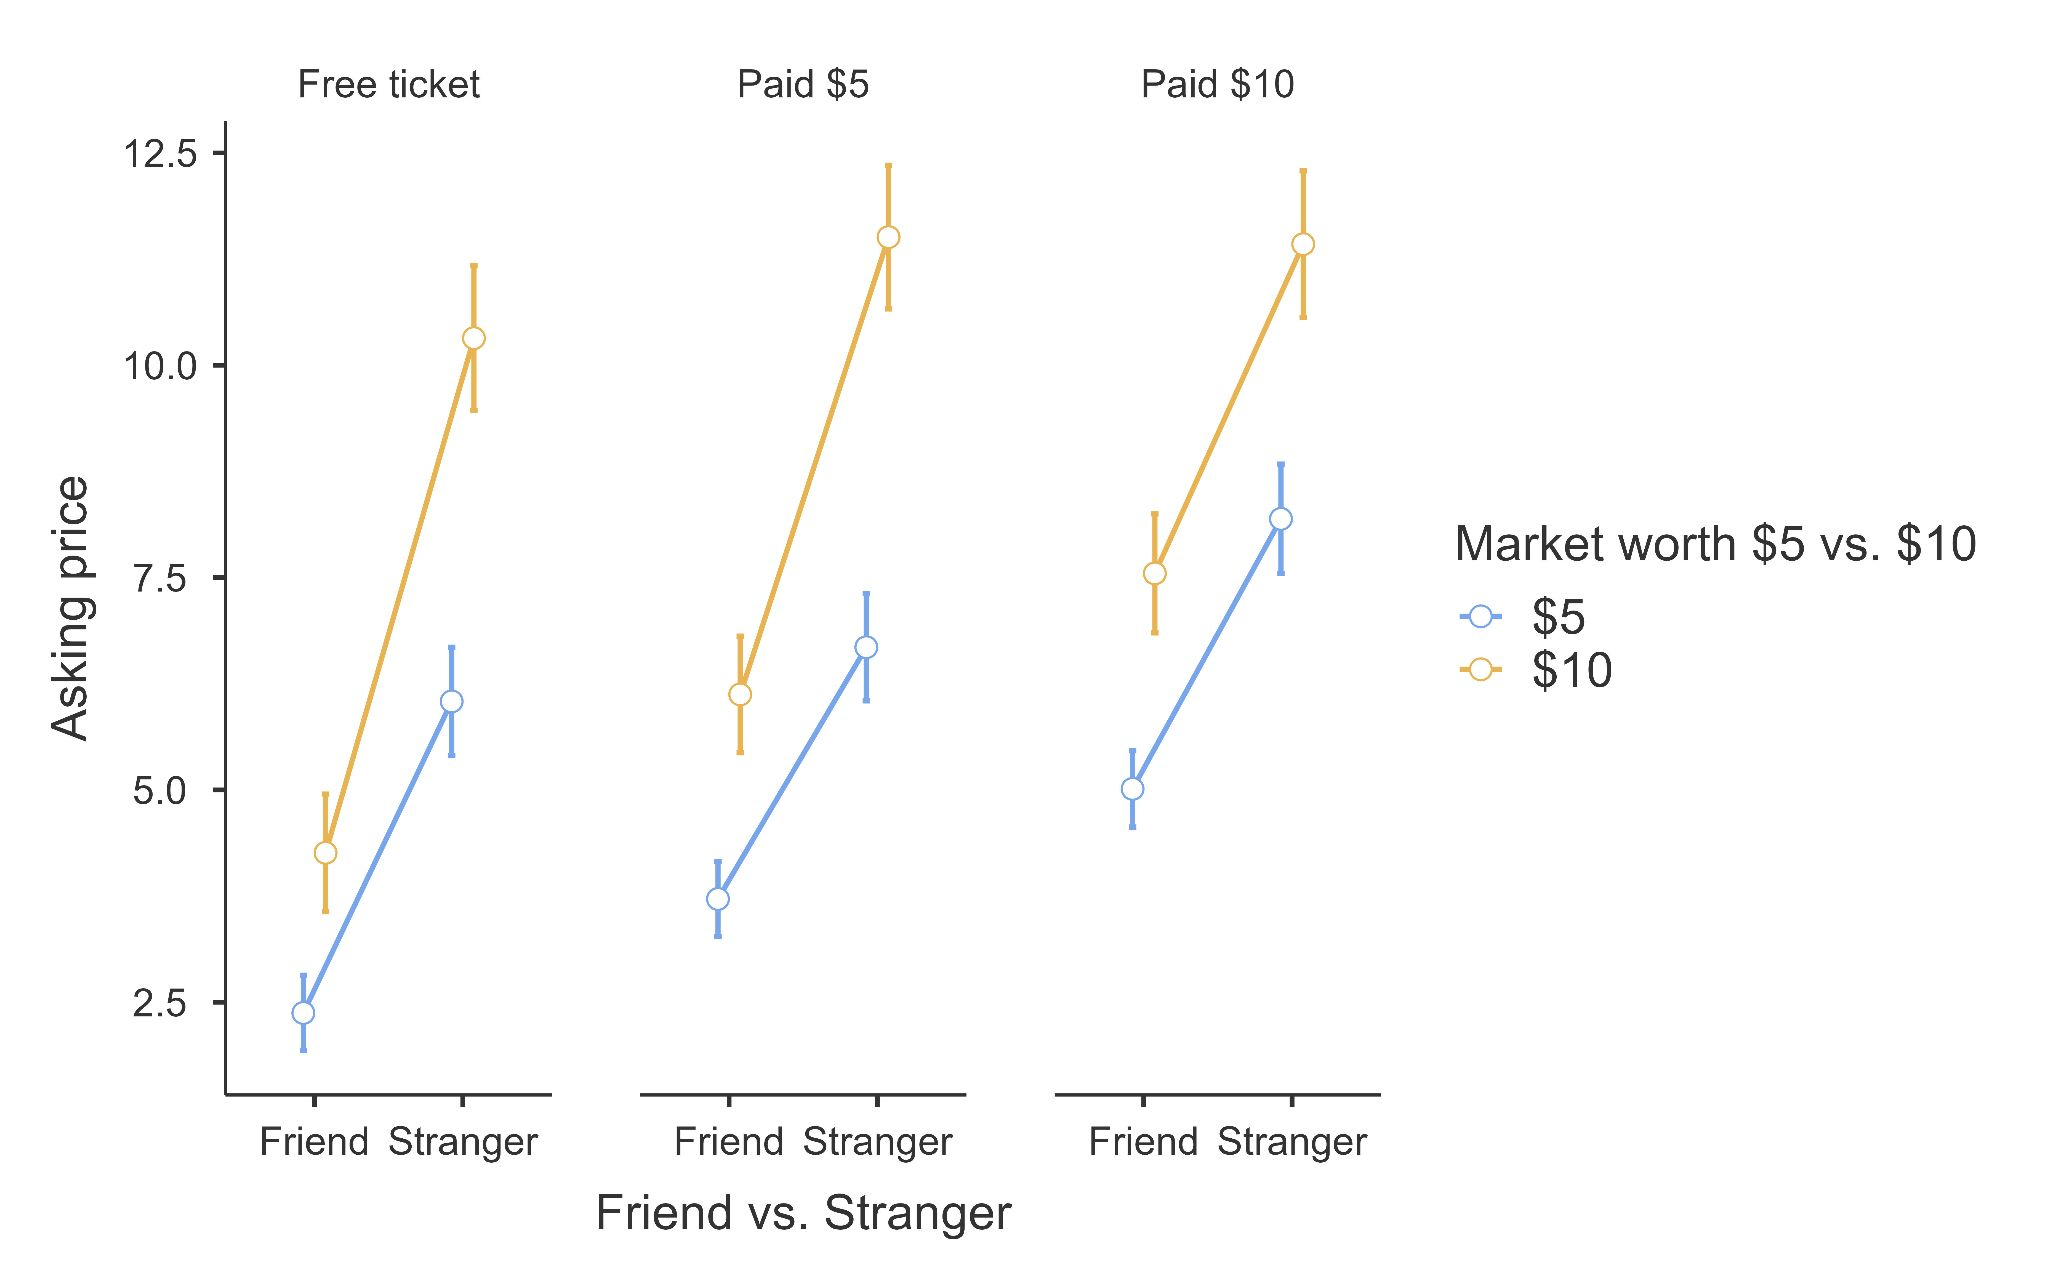 Free ticket Paid $5 Paid $10
12.5
10.0
7.5
5.0
2.5
Asking price
Friend Stranger Friend Stranger Friend Stranger
Friend vs. Stranger
Market worth $5 vs. $10
$5
$10